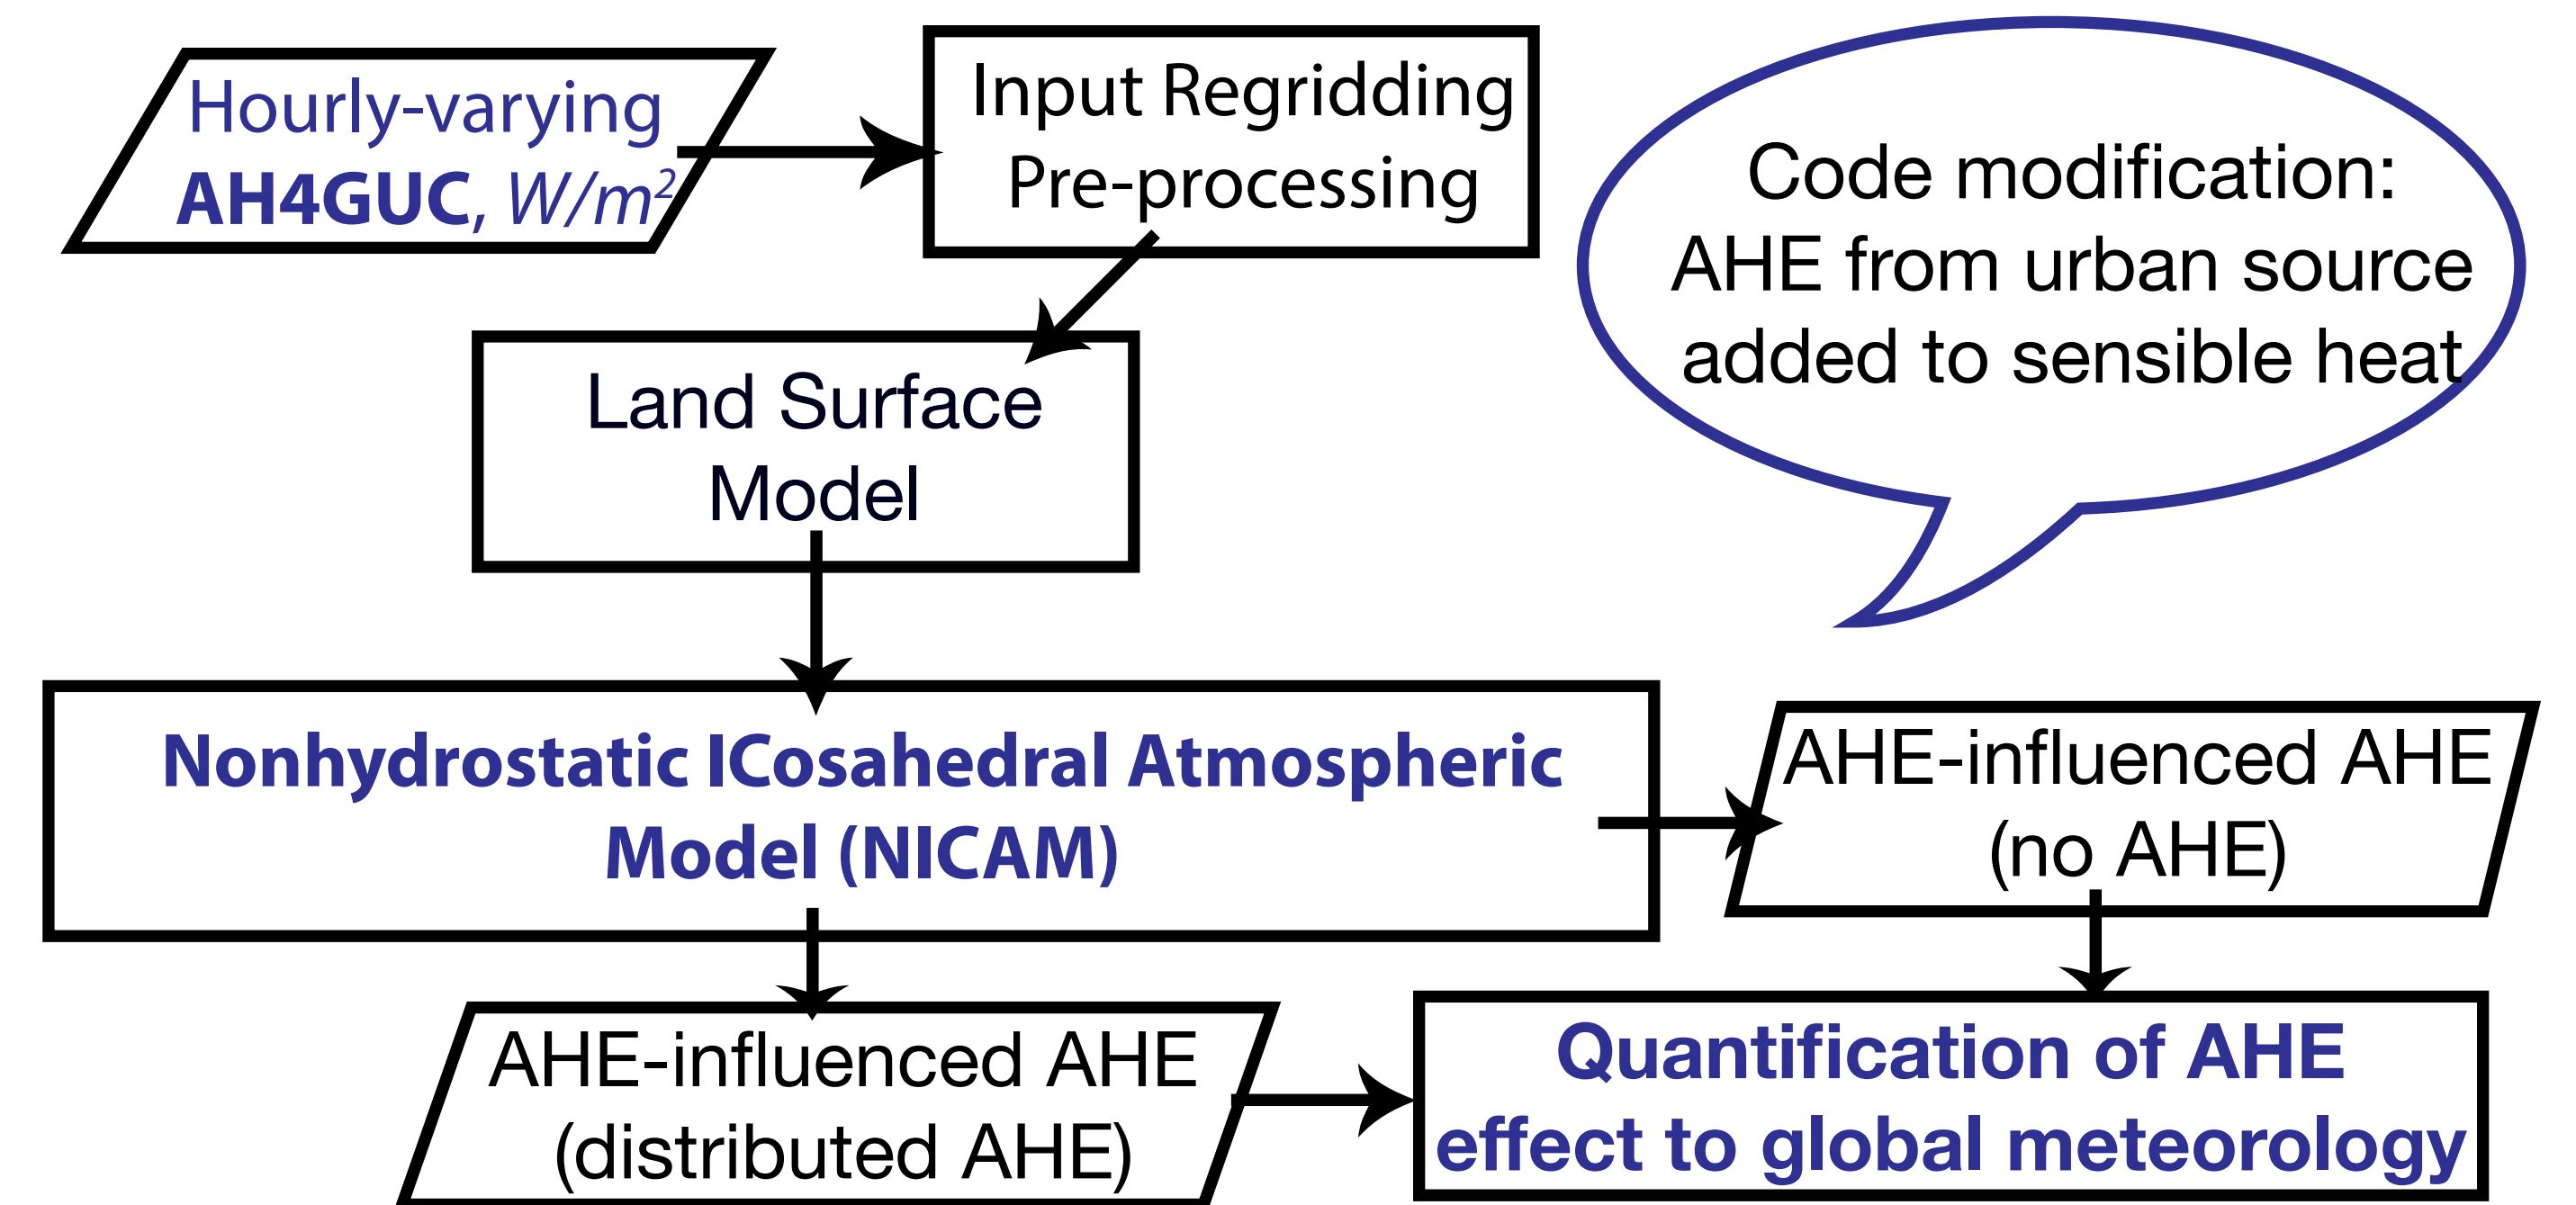 Hourly-varying
AH4GUC, W/m²
Input Regridding
Pre-processing
Code modification:
AHE from urban source
added to sensible heat
Land Surface
Model
Nonhydrostatic ICosahedral Atmospheric
Model (NICAM)
AHE-influenced AHE
(no AHE)
AHE-influenced AHE
(distributed AHE)
Quantification of AHE
effect to global meteorology